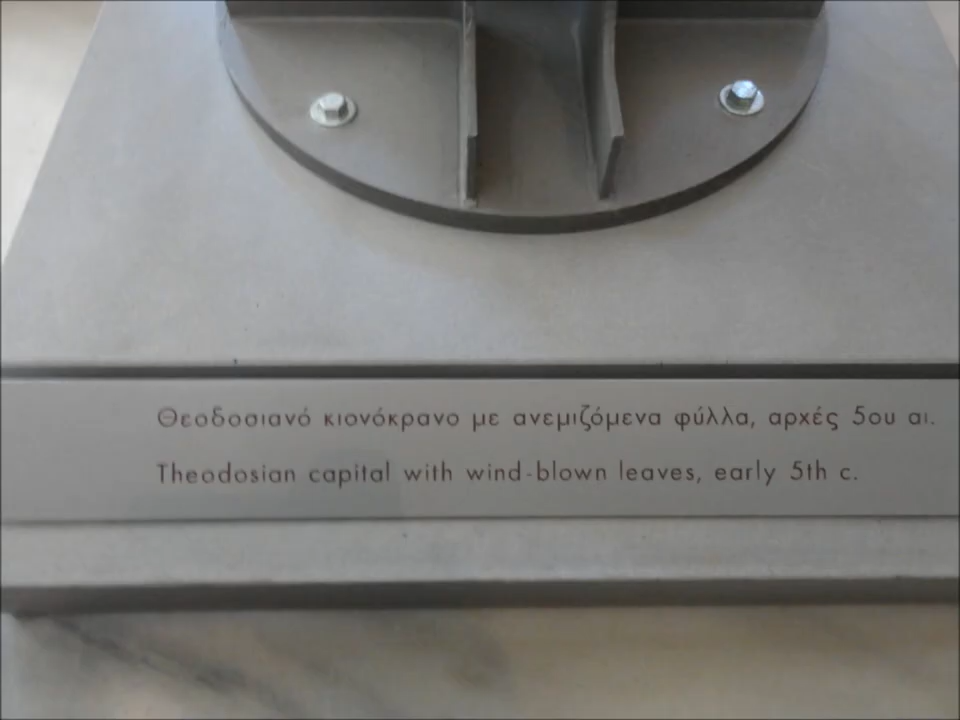 Θεοδοσιανό κιονόκρανο με ανεμιζόμενα φύλλα, αρχές 5ου αι.
Theodosian capital with wind-blown leaves, early 5th c.